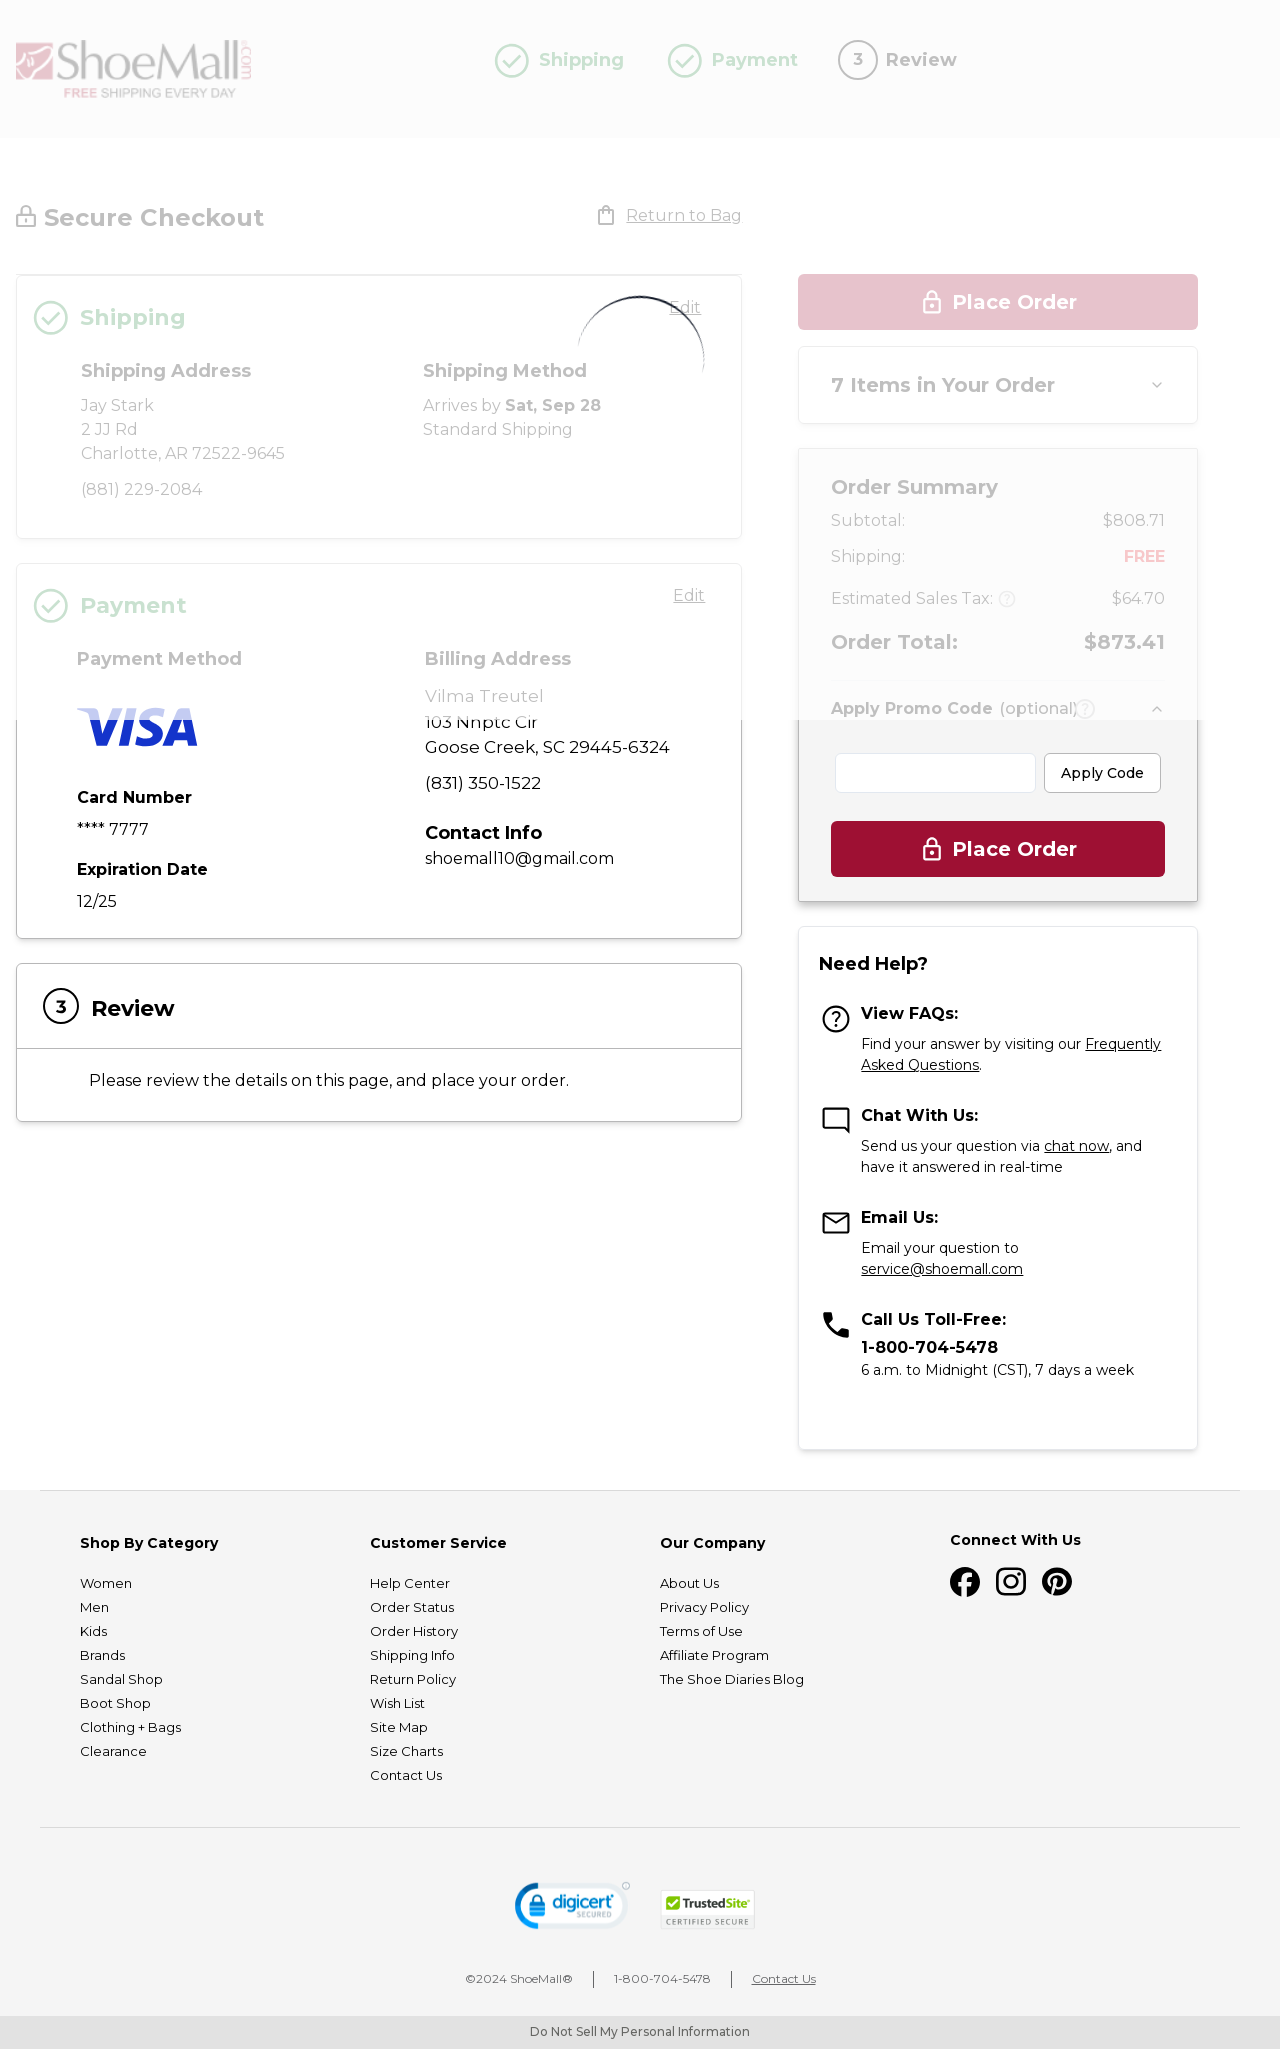 ShoeMall.com
FREE SHIPPING EVERY DAY
Shipping
Payment
3 Review
Secure Checkout
Return to Bag
Shipping
Edit
Shipping Address
Jay Stark
2 JJ Rd
Charlotte, AR 72522-9645
(881) 229-2084
Shipping Method
Arrives by Sat, Sep 28
Standard Shipping
Payment
Edit
Payment Method
VISA
Card Number
**** 7777
Expiration Date
12/25
Billing Address
Vilma Treutel
103 Nnptc Cir
Goose Creek, SC 29445-6324
(831) 350-1522
Contact Info
shoemall10@gmail.com
3 Review
Please review the details on this page, and place your order.
Place Order
7 Items in Your Order
Order Summary
Subtotal: $808.71
Shipping: FREE
Estimated Sales Tax: ? $64.70
Order Total: $873.41
Apply Promo Code (optional) ?
Apply Code
Place Order
Need Help?
View FAQs:
Find your answer by visiting our Frequently
Asked Questions.
Chat With Us:
Send us your question via chat now, and
have it answered in real-time
Email Us:
Email your question to
service@shoemall.com
Call Us Toll-Free:
1-800-704-5478
6 a.m. to Midnight (CST), 7 days a week
Shop By Category
Women
Men
Kids
Brands
Sandal Shop
Boot Shop
Clothing + Bags
Clearance
Customer Service
Help Center
Order Status
Order History
Shipping Info
Return Policy
Wish List
Site Map
Size Charts
Contact Us
Our Company
About Us
Privacy Policy
Terms of Use
Affiliate Program
The Shoe Diaries Blog
Connect With Us
digicert
SECURED
TrustedSite
CERTIFIED SECURE
©2024 ShoeMall®
1-800-704-5478
Contact Us
Do Not Sell My Personal Information